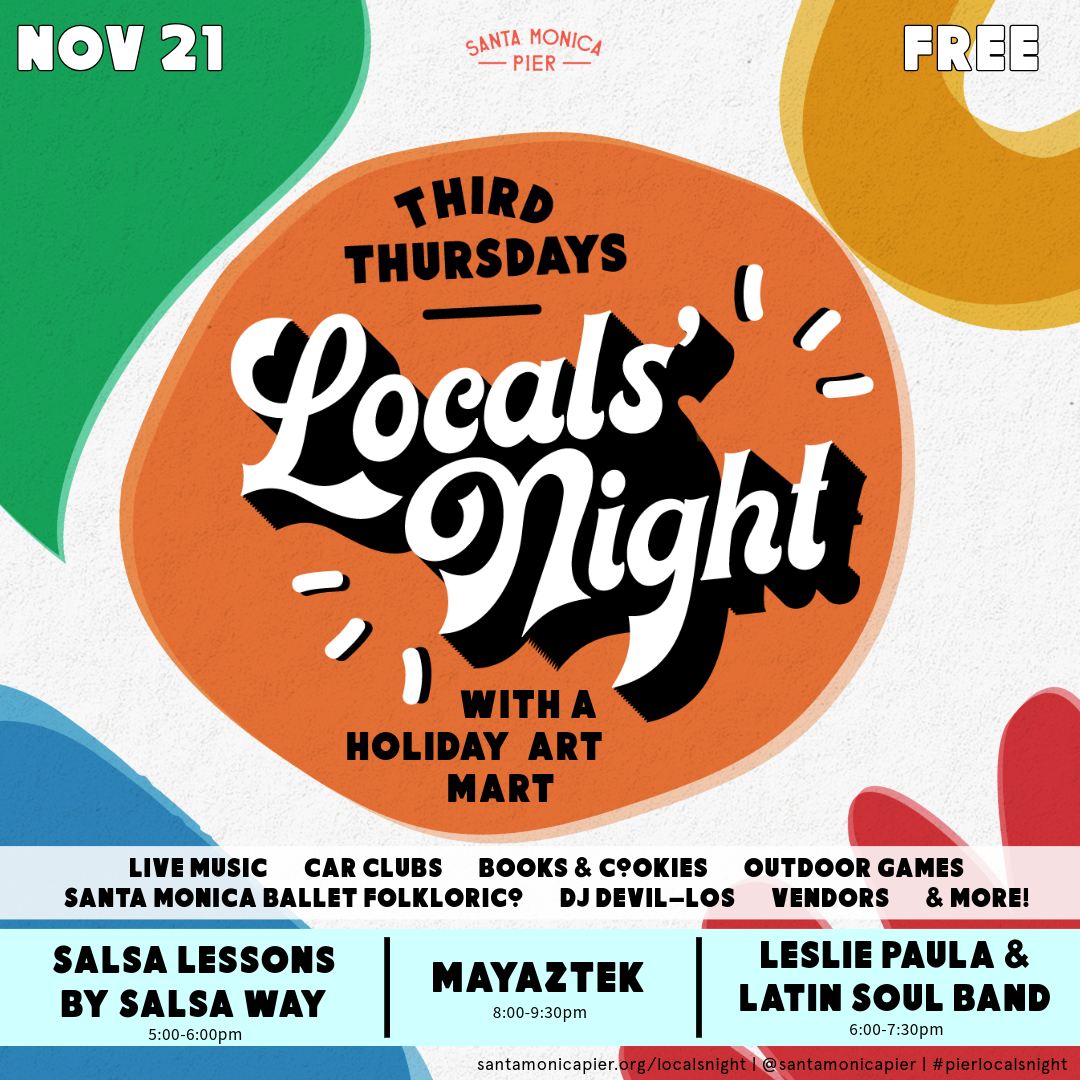 NOV 21
SANTA MONICA
PIER
FREE
THIRD
THURSDAYS
Locals'
Night
WITH A
HOLIDAY ART
MART
LIVE MUSIC CAR CLUBS BOOKS & COOKIES OUTDOOR GAMES
SANTA MONICA BALLET FOLKLORICO DJ DEVIL-LOS VENDORS & MORE!
SALSA LESSONS
BY SALSA WAY
5:00-6:00pm
MAYAZTEK
8:00-9:30pm
LESLIE PAULA &
LATIN SOUL BAND
6:00-7:30pm
santamonicapier.org/localsnight | @santamonicapier | #pierlocalsnight